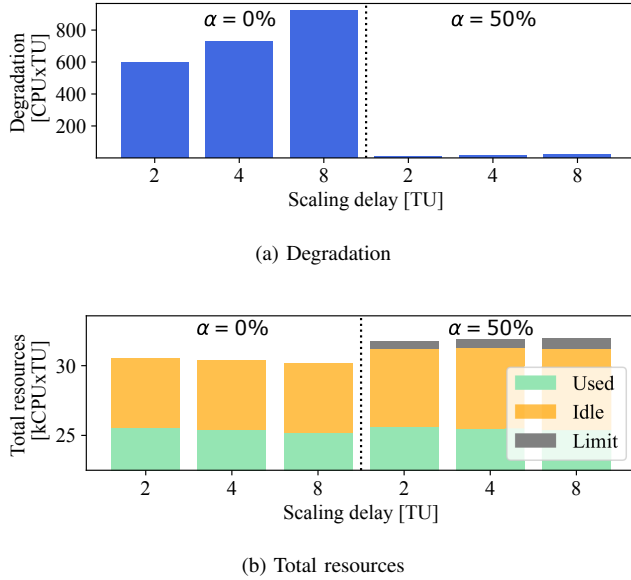 α = 0%
α = 50%
Degradation
[CPUxTU]
800
600
400
200
2
4
8
2
4
8
Scaling delay [TU]
(a) Degradation
α = 0%
α = 50%
Total resources
[kCPUxTU]
30
25
Used
Idle
Limit
2
4
8
2
4
8
Scaling delay [TU]
(b) Total resources